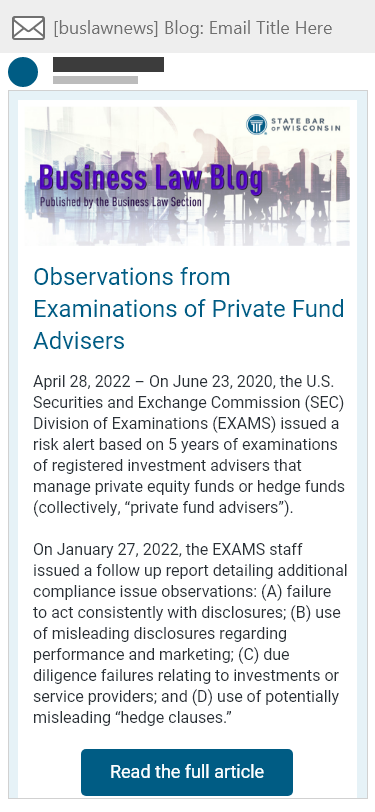 [buslawnews] Blog: Email Title Here
STATE BAR
OF WISCONSIN
Business Law Blog
Published by the Business Law Section
Observations from
Examinations of Private Fund
Advisers
April 28, 2022 – On June 23, 2020, the U.S.
Securities and Exchange Commission (SEC)
Division of Examinations (EXAMS) issued a
risk alert based on 5 years of examinations
of registered investment advisers that
manage private equity funds or hedge funds
(collectively, “private fund advisers”).
On January 27, 2022, the EXAMS staff
issued a follow up report detailing additional
compliance issue observations: (A) failure
to act consistently with disclosures; (B) use
of misleading disclosures regarding
performance and marketing; (C) due
diligence failures relating to investments or
service providers; and (D) use of potentially
misleading “hedge clauses.”
Read the full article